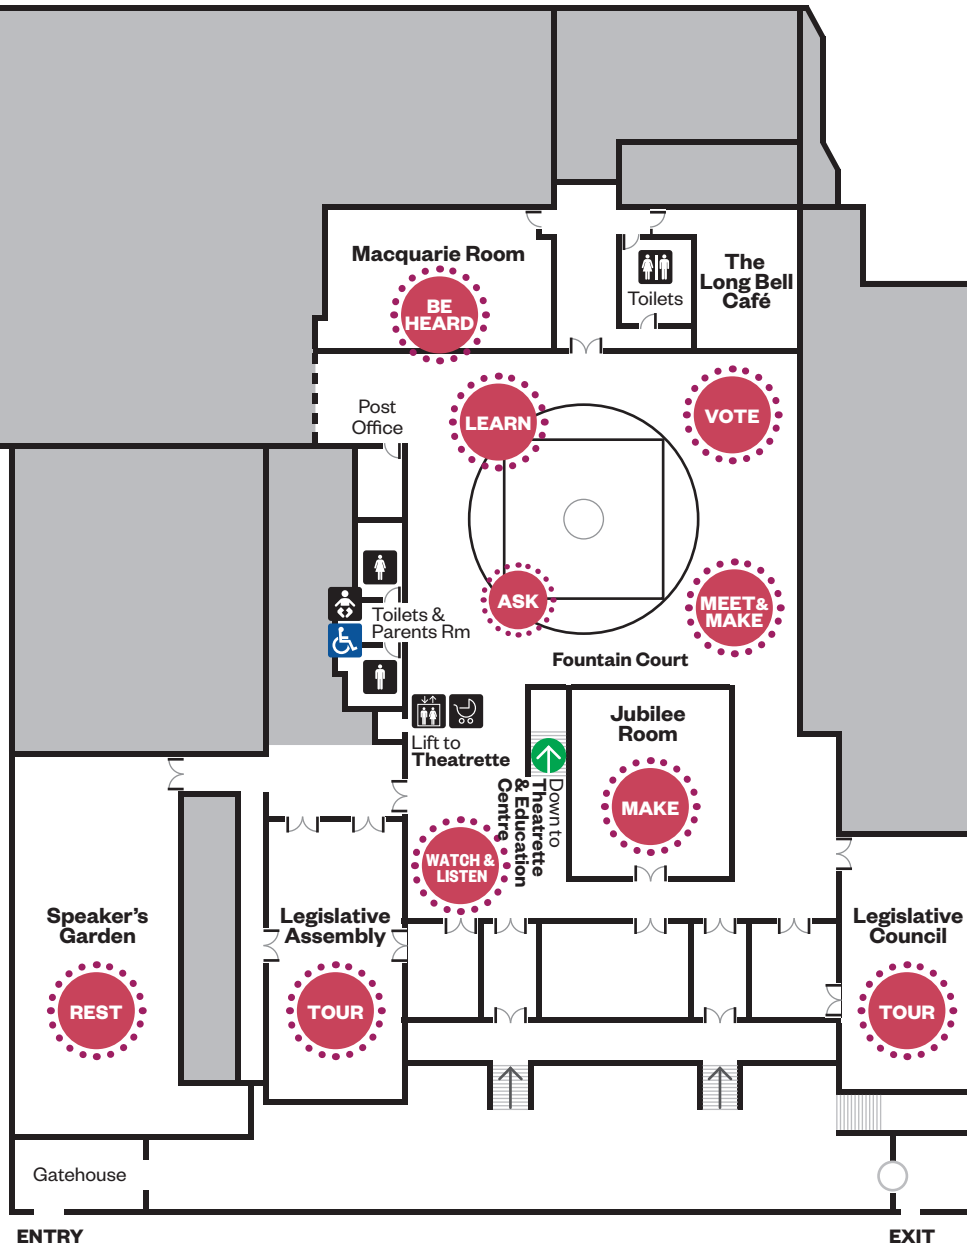 Macquarie Room
BE
HEARD
Toilets
The
Long Bell
Café
Post
Office
LEARN
VOTE
ASK
MEET&
MAKE
Toilets &
Parents Rm
Fountain Court
Lift to
Theatrette
Down to
Theatrette
& Education
Centre
Jubilee
Room
MAKE
WATCH &
LISTEN
Speaker's
Garden
REST
Legislative
Assembly
TOUR
Legislative
Council
TOUR
Gatehouse
ENTRY
EXIT